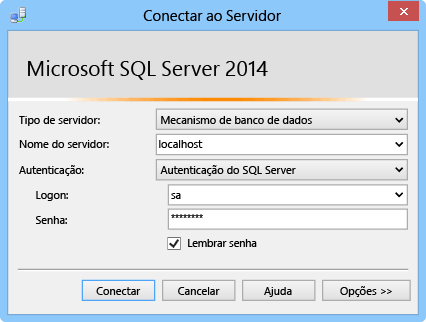 Conectar ao Servidor
Microsoft SQL Server 2014
Tipo de servidor: Mecanismo de banco de dados
Nome do servidor: localhost
Autenticação: Autenticação do SQL Server
Logon: sa
Senha: ********
Lembrar senha
Conectar Cancelar Ajuda Opções >>